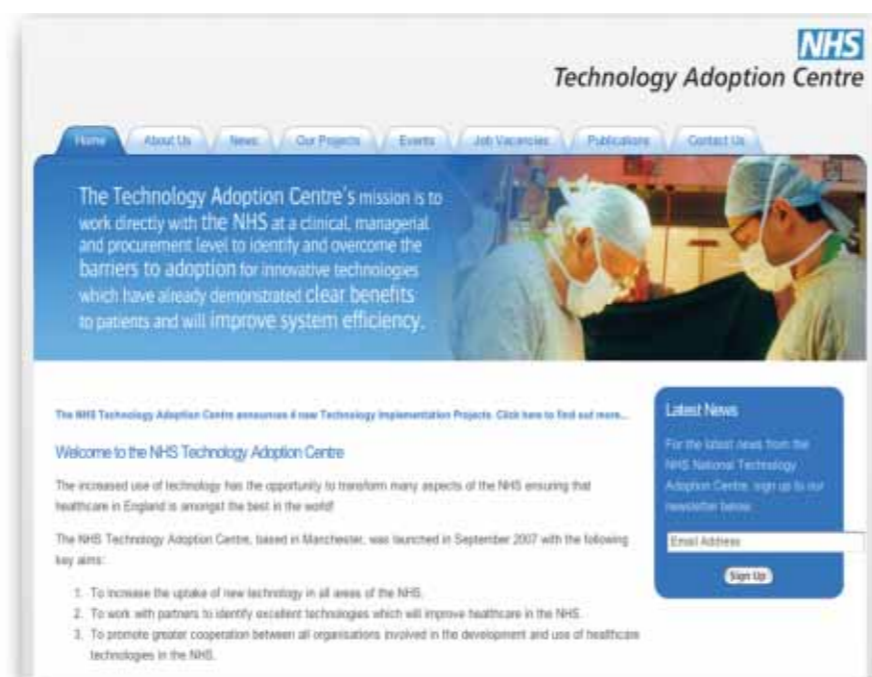 NHS
Technology Adoption Centre
Home About Us News Our Projects Events Job Vacancies Publications Contact Us
The Technology Adoption Centre's mission is to
work directly with the NHS at a clinical, managerial
and procurement level to identify and overcome the
barriers to adoption for innovative technologies
which have already demonstrated clear benefits
to patients and will improve system efficiency.
The NHS Technology Adoption Centre announces 4 new Technology Implementation Projects. Click here to find out more...
Welcome to the NHS Technology Adoption Centre
The increased use of technology has the opportunity to transform many aspects of the NHS ensuring that
healthcare in England is amongst the best in the world!
The NHS Technology Adoption Centre, based in Manchester, was launched in September 2007 with the following
key aims:
1. To increase the uptake of new technology in all areas of the NHS.
2. To work with partners to identify excellent technologies which will improve healthcare in the NHS.
3. To promote greater cooperation between all organisations involved in the development and use of healthcare
technologies in the NHS.
Latest News
For the latest news from the
NHS National Technology
Adoption Centre, sign up to our
newsletter below.
Email Address
Sign Up